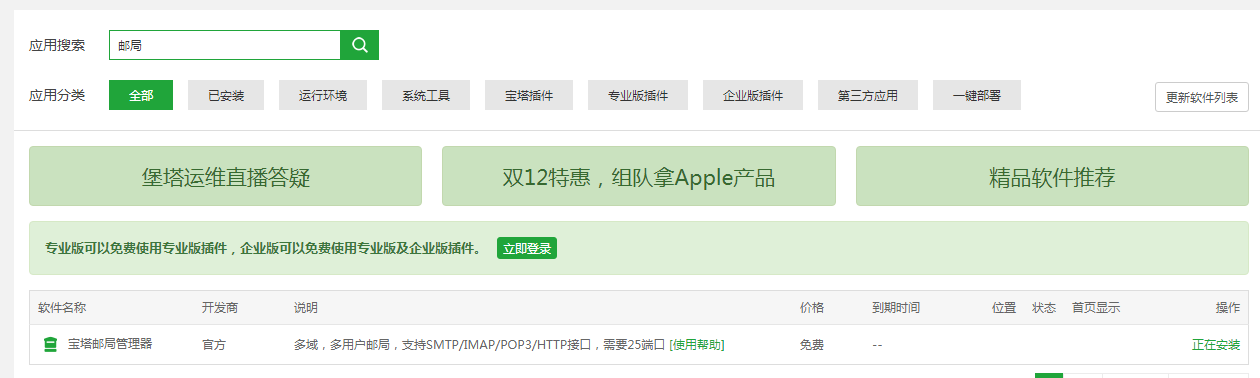 应用搜索 邮局
应用分类 全部 已安装 运行环境 系统工具 宝塔插件 专业版插件 企业版插件 第三方应用 一键部署 更新软件列表
堡塔运维直播答疑 双12特惠，组队拿Apple产品 精品软件推荐
专业版可以免费使用专业版插件，企业版可以免费使用专业版及企业版插件。 立即登录
软件名称 开发商 说明 价格 到期时间 位置 状态 首页显示 操作
宝塔邮局管理器 官方 多域，多用户邮局，支持SMTP/IMAP/POP3/HTTP接口，需要25端口 [使用帮助] 免费 -- 正在安装